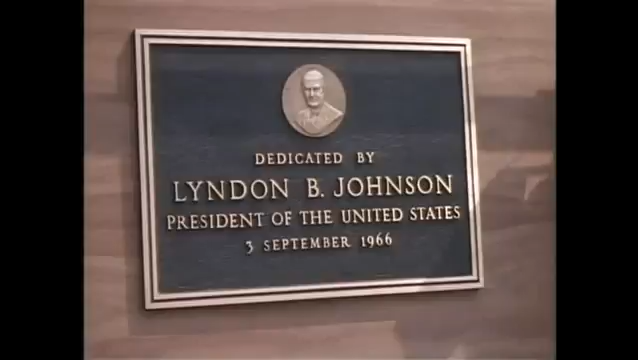 DEDICATED BY
LYNDON B. JOHNSON
PRESIDENT OF THE UNITED STATES
3 SEPTEMBER 1966